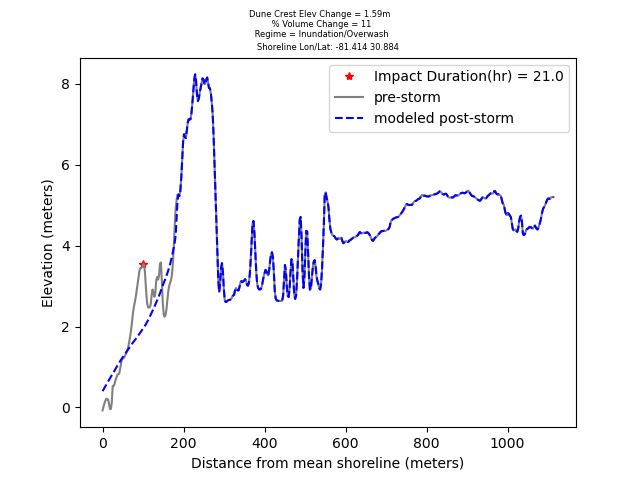 Dune Crest Elev Change = 1.59m
% Volume Change = 11
Regime = Inundation/Overwash
Shoreline Lon/Lat: -81.414 30.884
Impact Duration(hr) = 21.0
pre-storm
modeled post-storm
8
6
4
2
0
Elevation (meters)
0 200 400 600 800 1000
Distance from mean shoreline (meters)